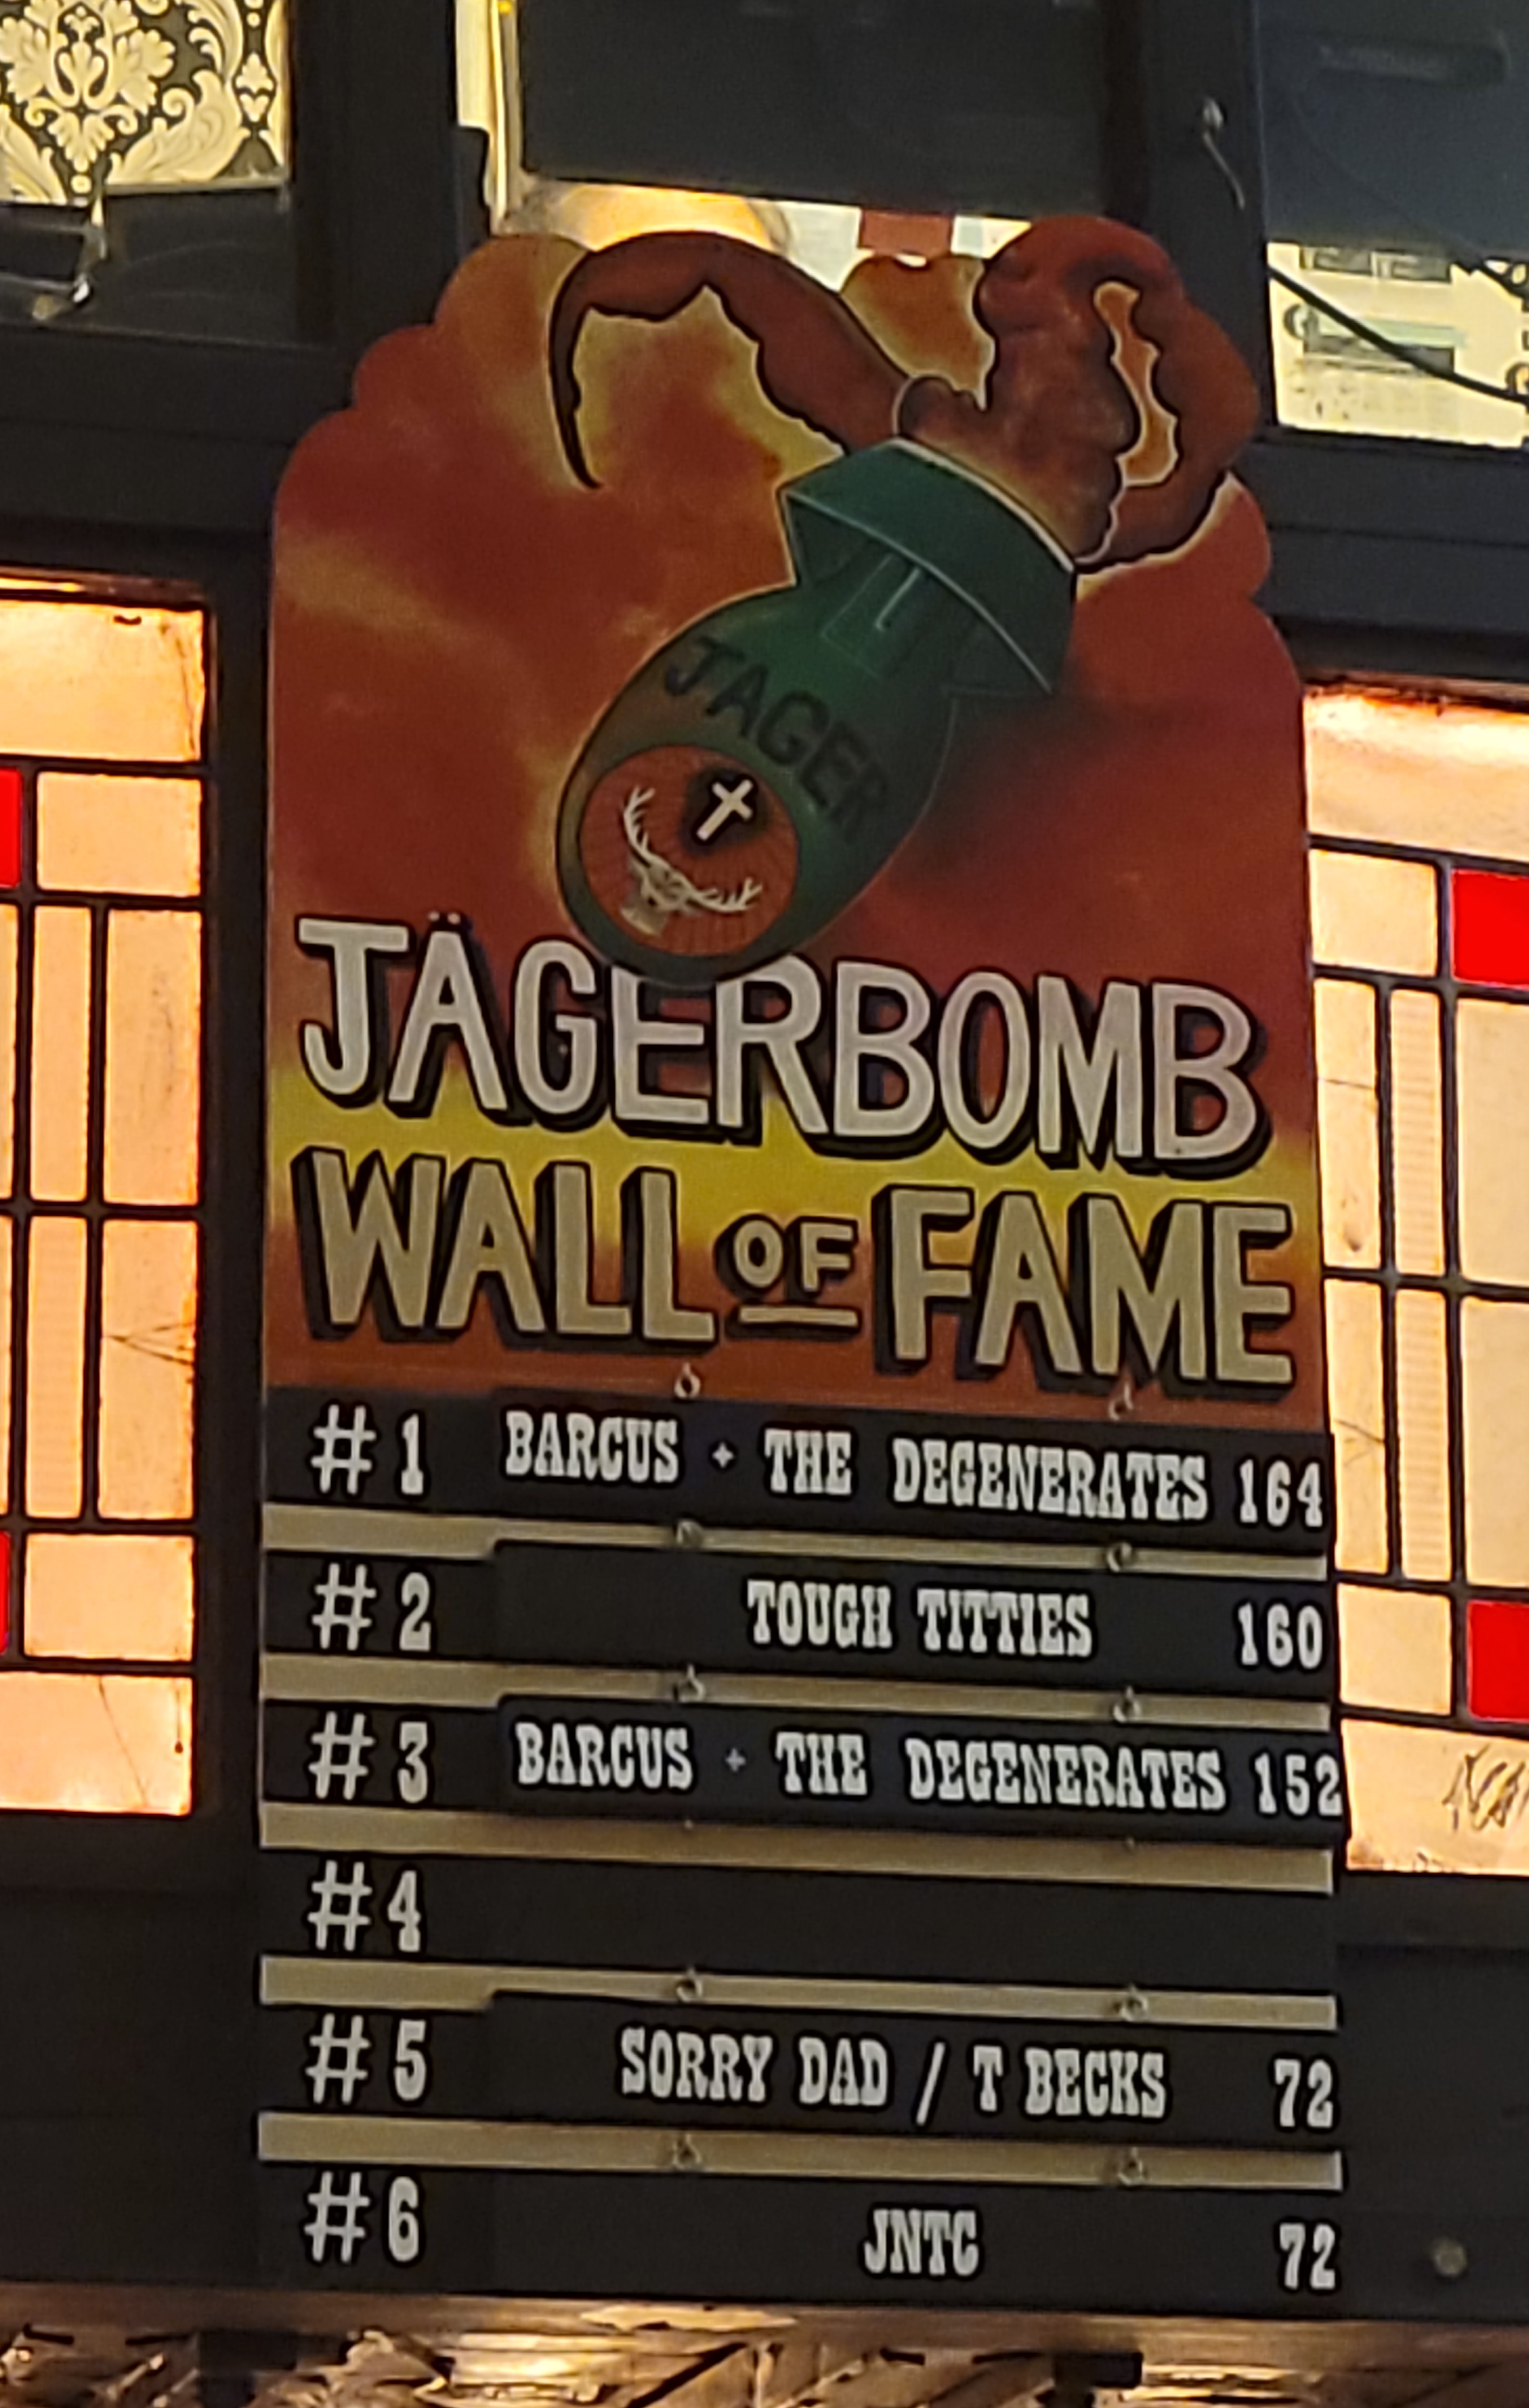 JAGER
JÄGERBOMB
WALL OF FAME
#1 BARCUS + THE DEGENERATES 164
#2 TOUGH TITTIES 160
#3 BARCUS + THE DEGENERATES 152
#4
#5 SORRY DAD / T BECKS 72
#6 JNTC 72